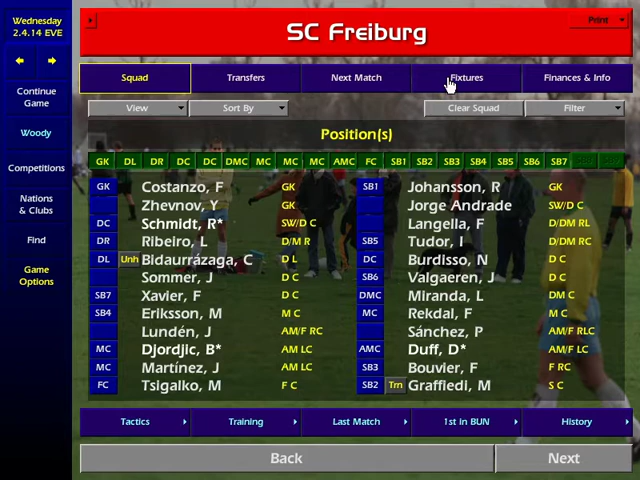 Wednesday
2.4.14 EVE
Print
SC Freiburg
Squad
Transfers
Next Match
Fixtures
Finances & Info
Continue
Game
View
Sort By
Clear Squad
Filter
Woody
Position(s)
Competitions
GK DL DR DC DC DMC MC MC MC AMC FC SB1 SB2 SB3 SB4 SB5 SB6 SB7
GK Costanzo, F GK SB1 Johansson, R GK
Nations
& Clubs
Zhevnov, Y GK Jorge Andrade SW/D C
DC Schmidt, R* SW/D C Langella, F D/DM RL
Find
DR Ribeiro, L D/M R SB5 Tudor, I D/DM RC
DL Unh Bidaurrázaga, C D L DC Burdisso, N D C
Game
Options
Sommer, J D C SB6 Valgaeren, J D C
SB7 Xavier, F D C DMC Miranda, L DM C
SB4 Eriksson, M M C MC Rekdal, F M C
Lundén, J AM/F RC Sánchez, P AM/F RLC
MC Djordjic, B* AM LC AMC Duff, D* AM/F LC
MC Martínez, J AM LC SB3 Bouvier, F F RC
FC Tsigalko, M F C SB2 Trn Graffiedi, M S C
Tactics
Training
Last Match
1st in BUN
History
Back
Next